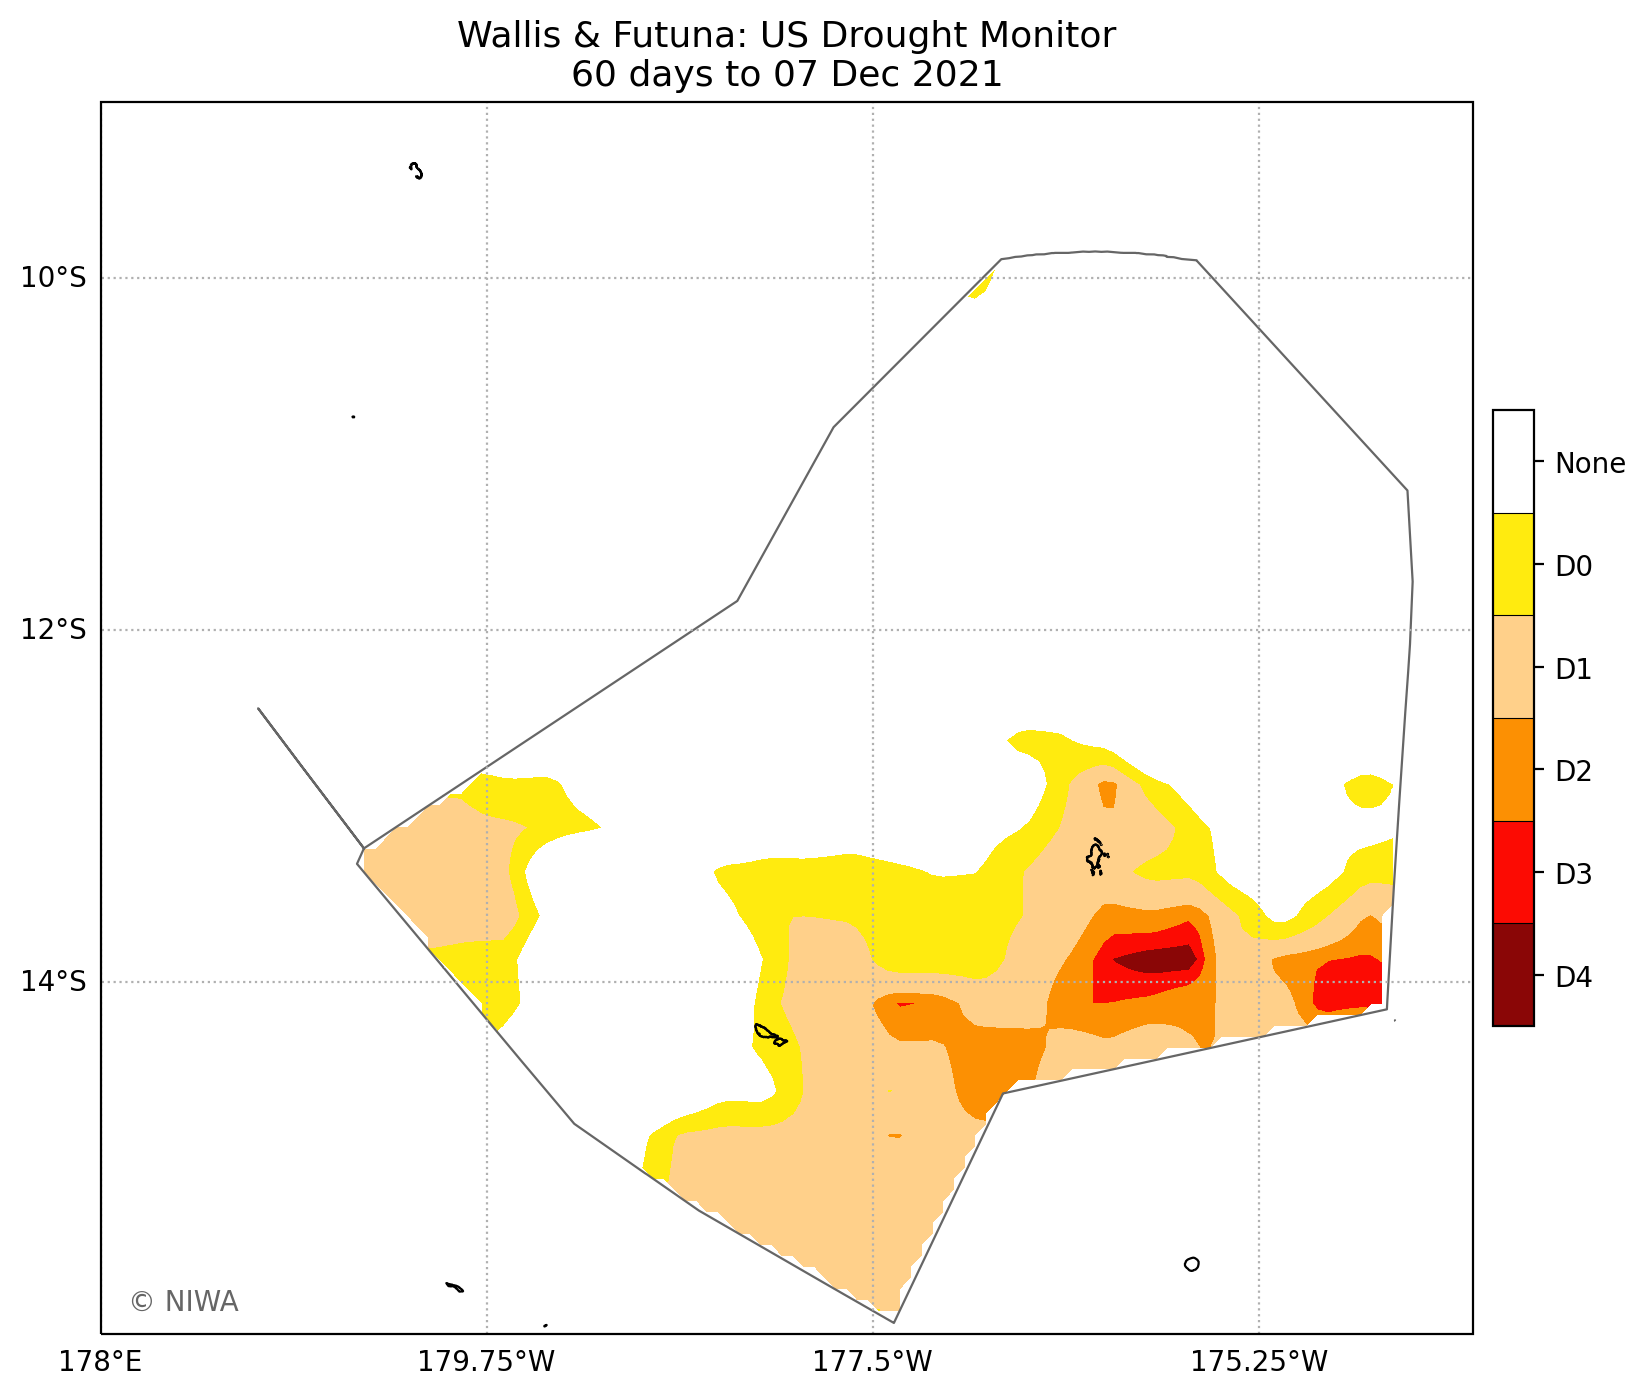 Wallis & Futuna: US Drought Monitor
60 days to 07 Dec 2021
10°S
12°S
14°S
None
D0
D1
D2
D3
D4
© NIWA
178°E
179.75°W
177.5°W
175.25°W